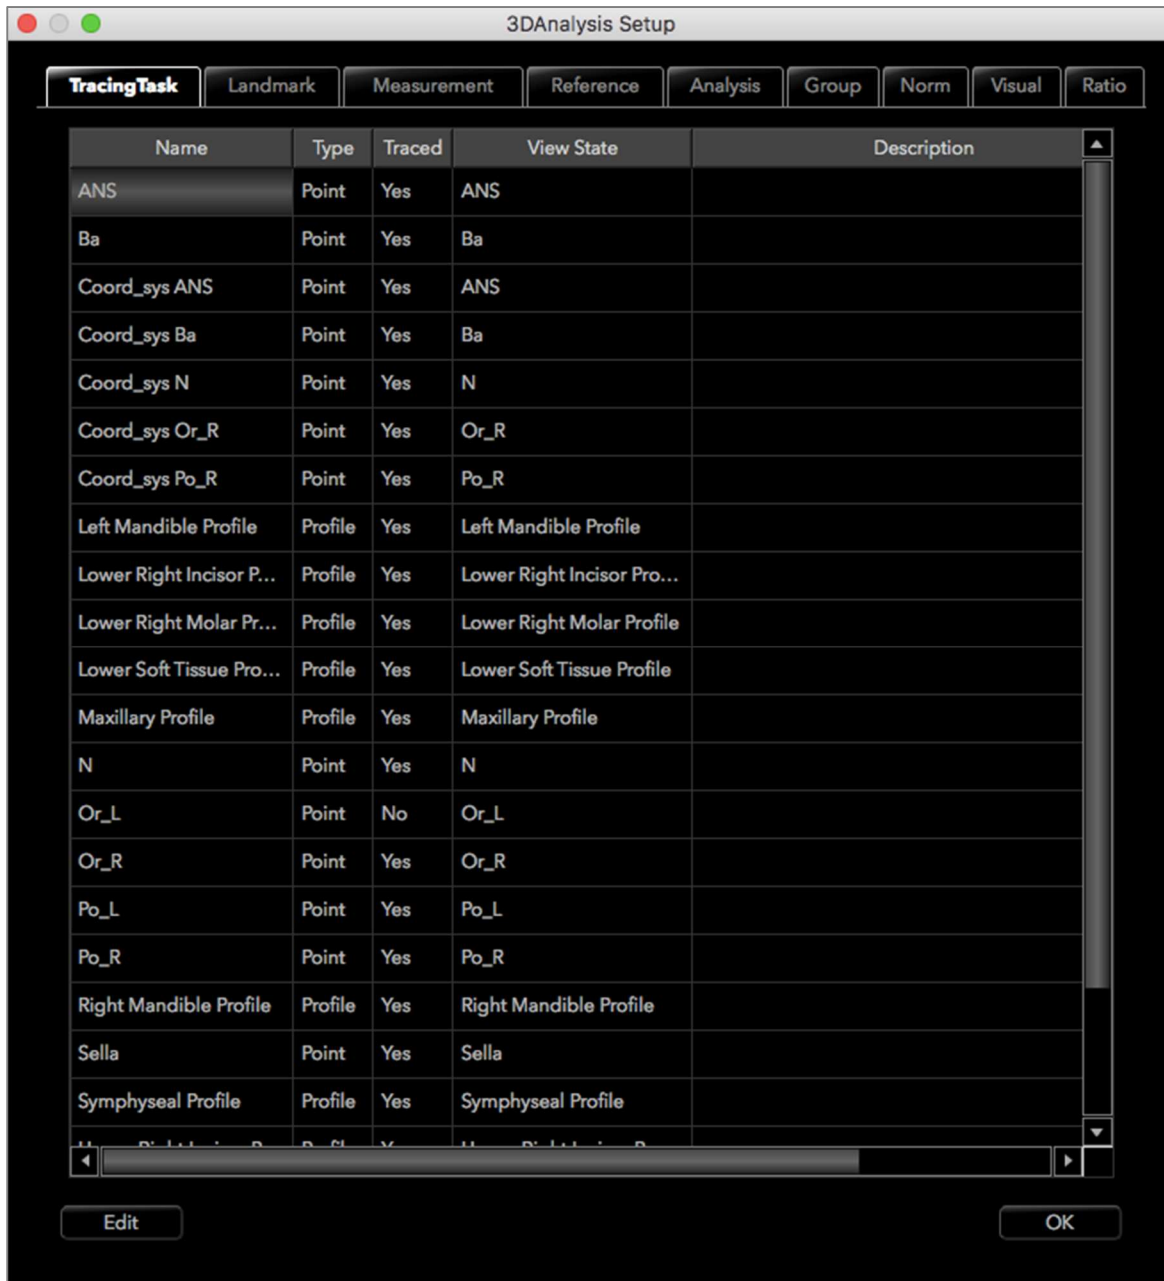 3DAnalysis Setup
TracingTask Landmark Measurement Reference Analysis Group Norm Visual Ratio
Name Type Traced View State Description
ANS Point Yes ANS
Ba Point Yes Ba
Coord_sys ANS Point Yes ANS
Coord_sys Ba Point Yes Ba
Coord_sys N Point Yes N
Coord_sys Or_R Point Yes Or_R
Coord_sys Po_R Point Yes Po_R
Left Mandible Profile Profile Yes Left Mandible Profile
Lower Right Incisor P... Profile Yes Lower Right Incisor Pro...
Lower Right Molar Pr... Profile Yes Lower Right Molar Profile
Lower Soft Tissue Pro... Profile Yes Lower Soft Tissue Profile
Maxillary Profile Profile Yes Maxillary Profile
N Point Yes N
Or_L Point No Or_L
Or_R Point Yes Or_R
Po_L Point Yes Po_L
Po_R Point Yes Po_R
Right Mandible Profile Profile Yes Right Mandible Profile
Sella Point Yes Sella
Symphyseal Profile Profile Yes Symphyseal Profile
Edit OK